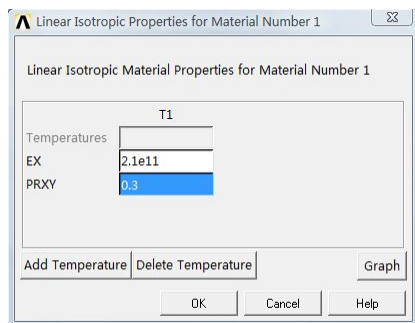 Linear Isotropic Properties for Material Number 1
Linear Isotropic Material Properties for Material Number 1
T1
Temperatures
EX 2.1e11
PRXY 0.3
Add Temperature Delete Temperature Graph
OK Cancel Help